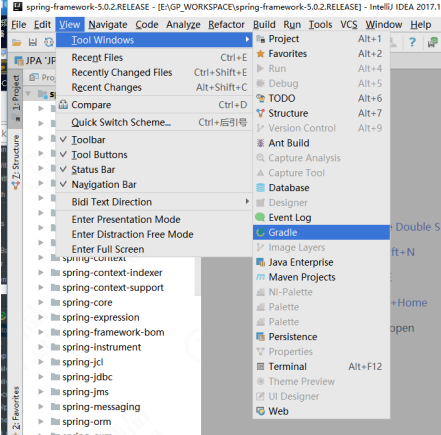 spring-framework-5.0.2.RELEASE - [E:\GP_WORKSPACE\spring-framework-5.0.2.RELEASE] - IntelliJ IDEA 2017.1
File Edit View Navigate Code Analyze Refactor Build Run Tools VCS Window Help
Tool Windows
Recent Files Ctrl+E
Recently Changed Files Ctrl+Shift+E
Recent Changes Alt+Shift+C
Compare Ctrl+D
Quick Switch Scheme... Ctrl+后引号
Toolbar
Tool Buttons
Status Bar
Navigation Bar
Bidi Text Direction
Enter Presentation Mode
Enter Distraction Free Mode
Enter Full Screen
Project Alt+1
Favorites Alt+2
Run Alt+4
Debug Alt+5
TODO Alt+6
Structure Alt+7
Version Control Alt+9
Ant Build
Capture Analysis
Capture Tool
Database
Designer
Event Log
Gradle
Image Layers
Java Enterprise
Maven Projects
NI-Palette
Palette
Palette
Persistence
Properties
Terminal Alt+F12
Theme Preview
UI Designer
Web
JPA 'JP
Pro
1: Project
Z: Structure
2: Favorites
sp
spring-context
spring-context-indexer
spring-context-support
spring-core
spring-expression
spring-framework-bom
spring-instrument
spring-jcl
spring-jdbc
spring-jms
spring-messaging
spring-orm
Double S
ft+N
+Home
open